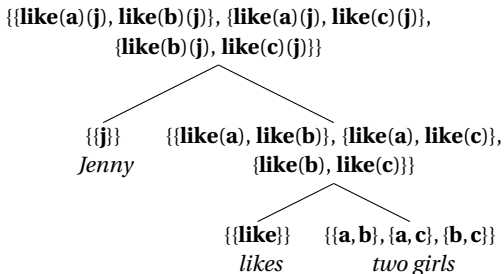 {{like(a)(j), like(b)(j)}, {like(a)(j), like(c)(j)},
{like(b)(j), like(c)(j)}}
{{j}} {{like(a), like(b)}, {like(a), like(c)},
Jenny {like(b), like(c)}}
{{like}} {{a, b}, {a, c}, {b, c}}
likes two girls